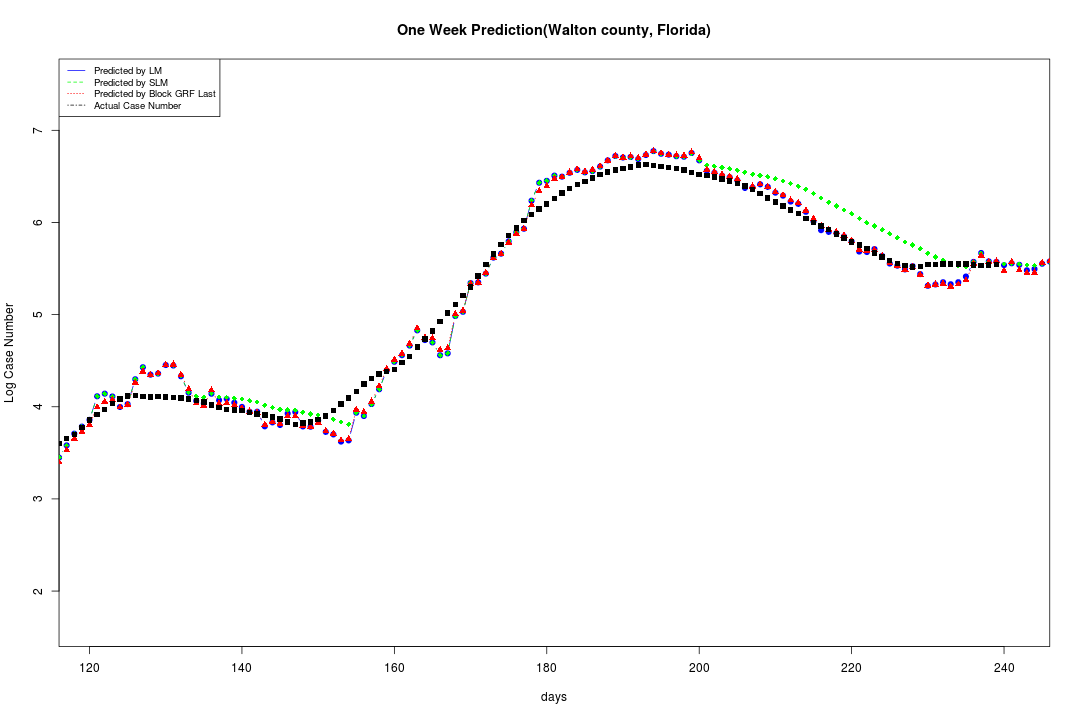 One Week Prediction(Walton county, Florida)
Predicted by LM
Predicted by SLM
Predicted by Block GRF Last
Actual Case Number
7
6
5
4
3
2
Log Case Number
120 140 160 180 200 220 240
days